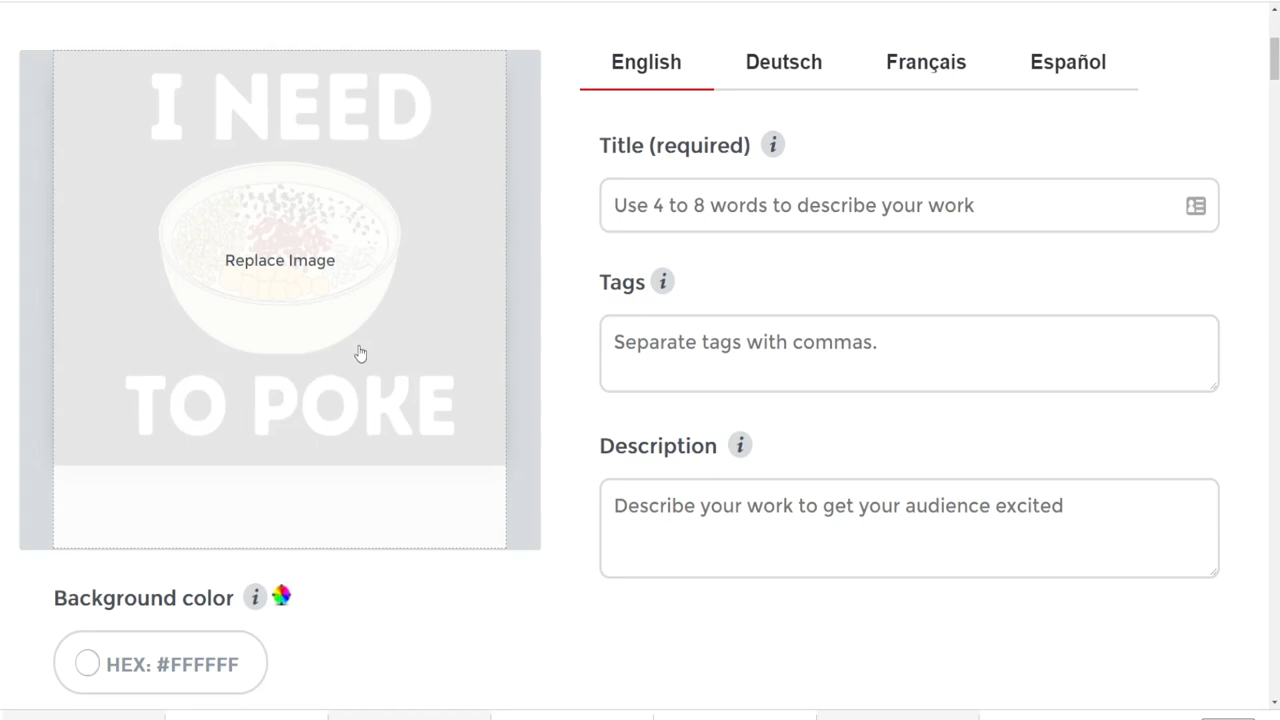 I NEED
Replace Image
TO POKE
Background color i
HEX: #FFFFFF
English Deutsch Français Español
Title (required) i
Use 4 to 8 words to describe your work
Tags i
Separate tags with commas.
Description i
Describe your work to get your audience excited